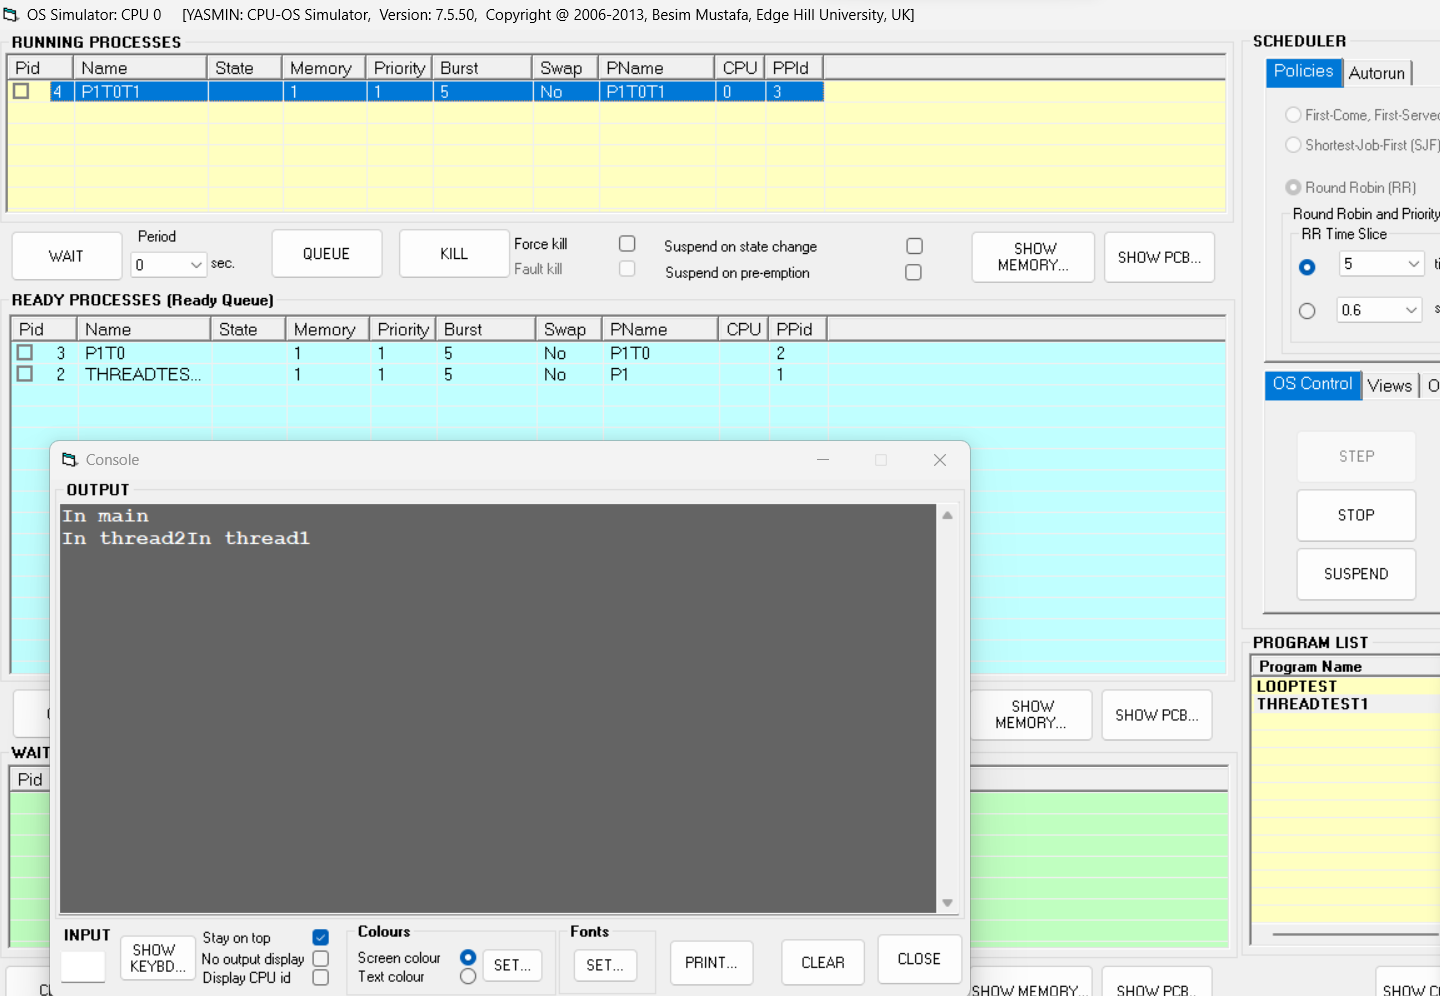 OS Simulator: CPU 0 [YASMIN: CPU-OS Simulator, Version: 7.5.50, Copyright @ 2006-2013, Besim Mustafa, Edge Hill University, UK]
RUNNING PROCESSES
Pid Name State Memory Priority Burst Swap PName CPU PPId
4 P1T0T1 1 1 5 No P1T0T1 0 3
WAIT
Period
0 sec.
QUEUE
KILL
Force kill
Fault kill
Suspend on state change
Suspend on pre-emption
SHOW
MEMORY...
SHOW PCB...
READY PROCESSES (Ready Queue)
Pid Name State Memory Priority Burst Swap PName CPU PPid
3 P1T0 1 1 5 No P1T0 2
2 THREADTES... 1 1 5 No P1 1
SHOW
MEMORY...
SHOW PCB...
WAIT
Pid
SHOW MEMORY...
SHOW PCB..
Console
OUTPUT
In main
In thread2In thread1
INPUT
SHOW
KEYBD...
Stay on top
No output display
Display CPU id
Colours
Screen colour
Text colour
SET...
Fonts
SET...
PRINT...
CLEAR
CLOSE
SCHEDULER
Policies Autorun
First-Come, First-Served
Shortest-Job-First (SJF)
Round Robin (RR)
Round Robin and Priority
RR Time Slice
5
0.6
OS Control Views O
STEP
STOP
SUSPEND
PROGRAM LIST
Program Name
LOOPTEST
THREADTEST1
SHOW